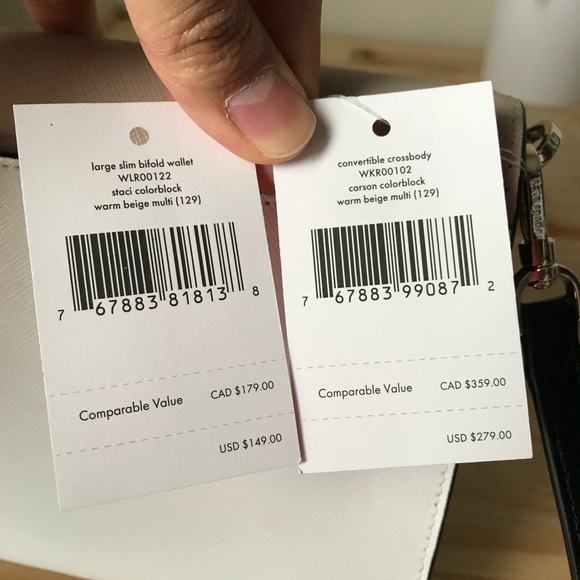 large slim bifold wallet
WLR00122
staci colorblock
warm beige multi (129)
7 67883 81813 8
Comparable Value CAD $179.00
USD $149.00
convertible crossbody
WKR00102
carson colorblock
warm beige multi (129)
7 67883 99087 2
Comparable Value CAD $359.00
USD $279.00